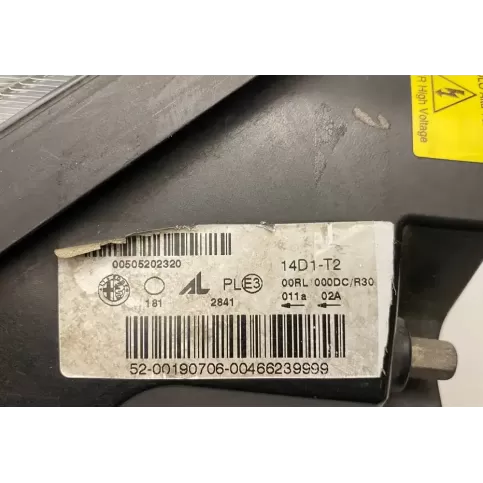 R High Voltage
00505202320
14D1-T2
181
AL
2841
PL E3
00RL 000DC/R30
011a 02A
52-00190706-00466239999